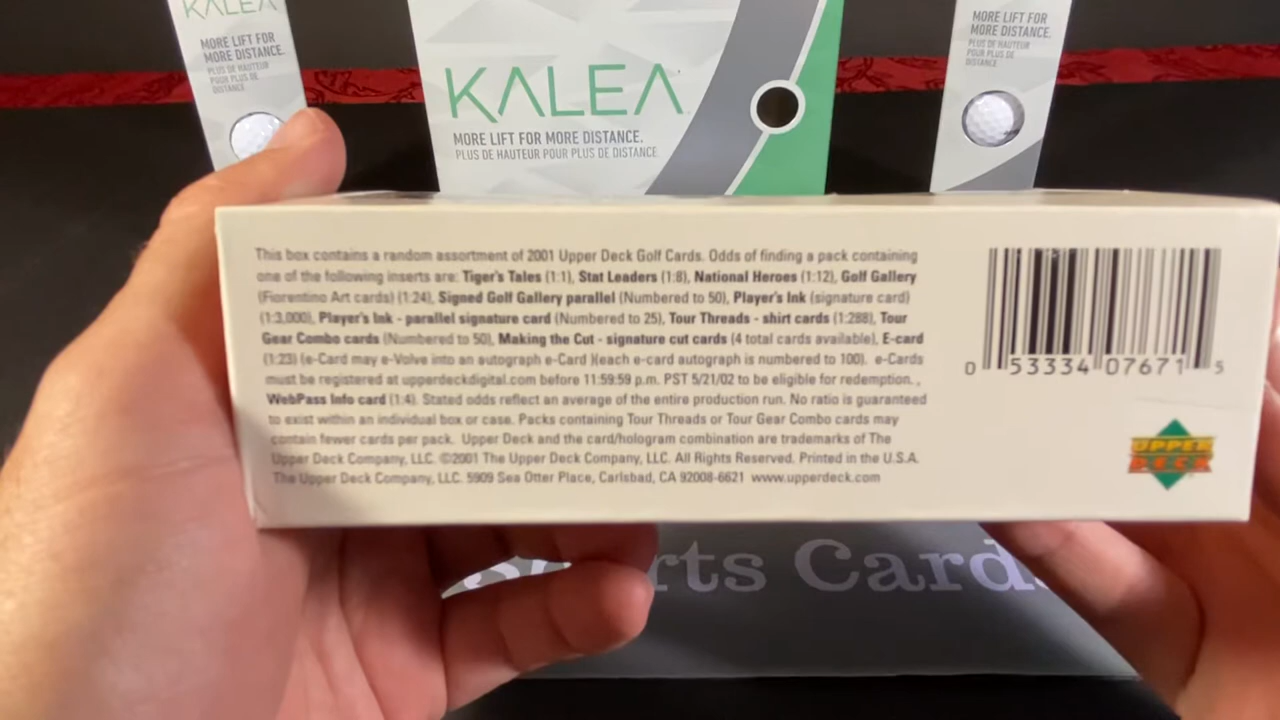 KALEA
MORE LIFT FOR
MORE DISTANCE.
PLUS DE HAUTEUR
POUR PLUS DE
DISTANCE.
KALEA
MORE LIFT FOR MORE DISTANCE.
PLUS DE HAUTEUR POUR PLUS DE DISTANCE.
MORE LIFT FOR
MORE DISTANCE.
PLUS DE HAUTEUR
POUR PLUS DE
DISTANCE
This box contains a random assortment of 2001 Upper Deck Golf Cards. Odds of finding a pack containing
one of the following inserts are: Tiger's Tales (1:1), Stat Leaders (1:8), National Heroes (1:12), Golf Gallery
(Fiorentino Art cards) (1:24), Signed Golf Gallery parallel (Numbered to 50), Player's Ink (signature card)
(1:3,000), Player's Ink - parallel signature card (Numbered to 25), Tour Threads - shirt cards (1:288), Tour
Gear Combo cards (Numbered to 50), Making the Cut - signature cut cards (4 total cards available), E-card
(1:23) (e-Card may e-Volve into an autograph e-Card )(each e-card autograph is numbered to 100). e-Cards
must be registered at upperdeckdigital.com before 11:59:59 p.m. PST 5/21/02 to be eligible for redemption. ,
WebPass Info card (1:4). Stated odds reflect an average of the entire production run. No ratio is guaranteed
to exist within an individual box or case. Packs containing Tour Threads or Tour Gear Combo cards may
contain fewer cards per pack. Upper Deck and the card/hologram combination are trademarks of The
Upper Deck Company, LLC. ©2001 The Upper Deck Company, LLC. All Rights Reserved. Printed in the U.S.A.
The Upper Deck Company, LLC. 5909 Sea Otter Place, Carlsbad, CA 92008-6621 www.upperdeck.com
0 53334 07671 5
UPPER
DECK
rts Card